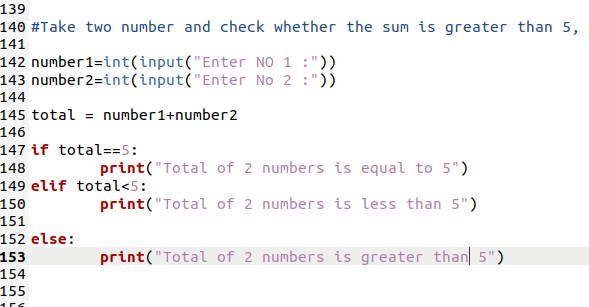 139
140 #Take two number and check whether the sum is greater than 5,
141
142 number1=int(input("Enter NO 1 :"))
143 number2=int(input("Enter No 2 :"))
144
145 total = number1+number2
146
147 if total==5:
148         print("Total of 2 numbers is equal to 5")
149 elif total<5:
150         print("Total of 2 numbers is less than 5")
151
152 else:
153         print("Total of 2 numbers is greater than 5")
154
155